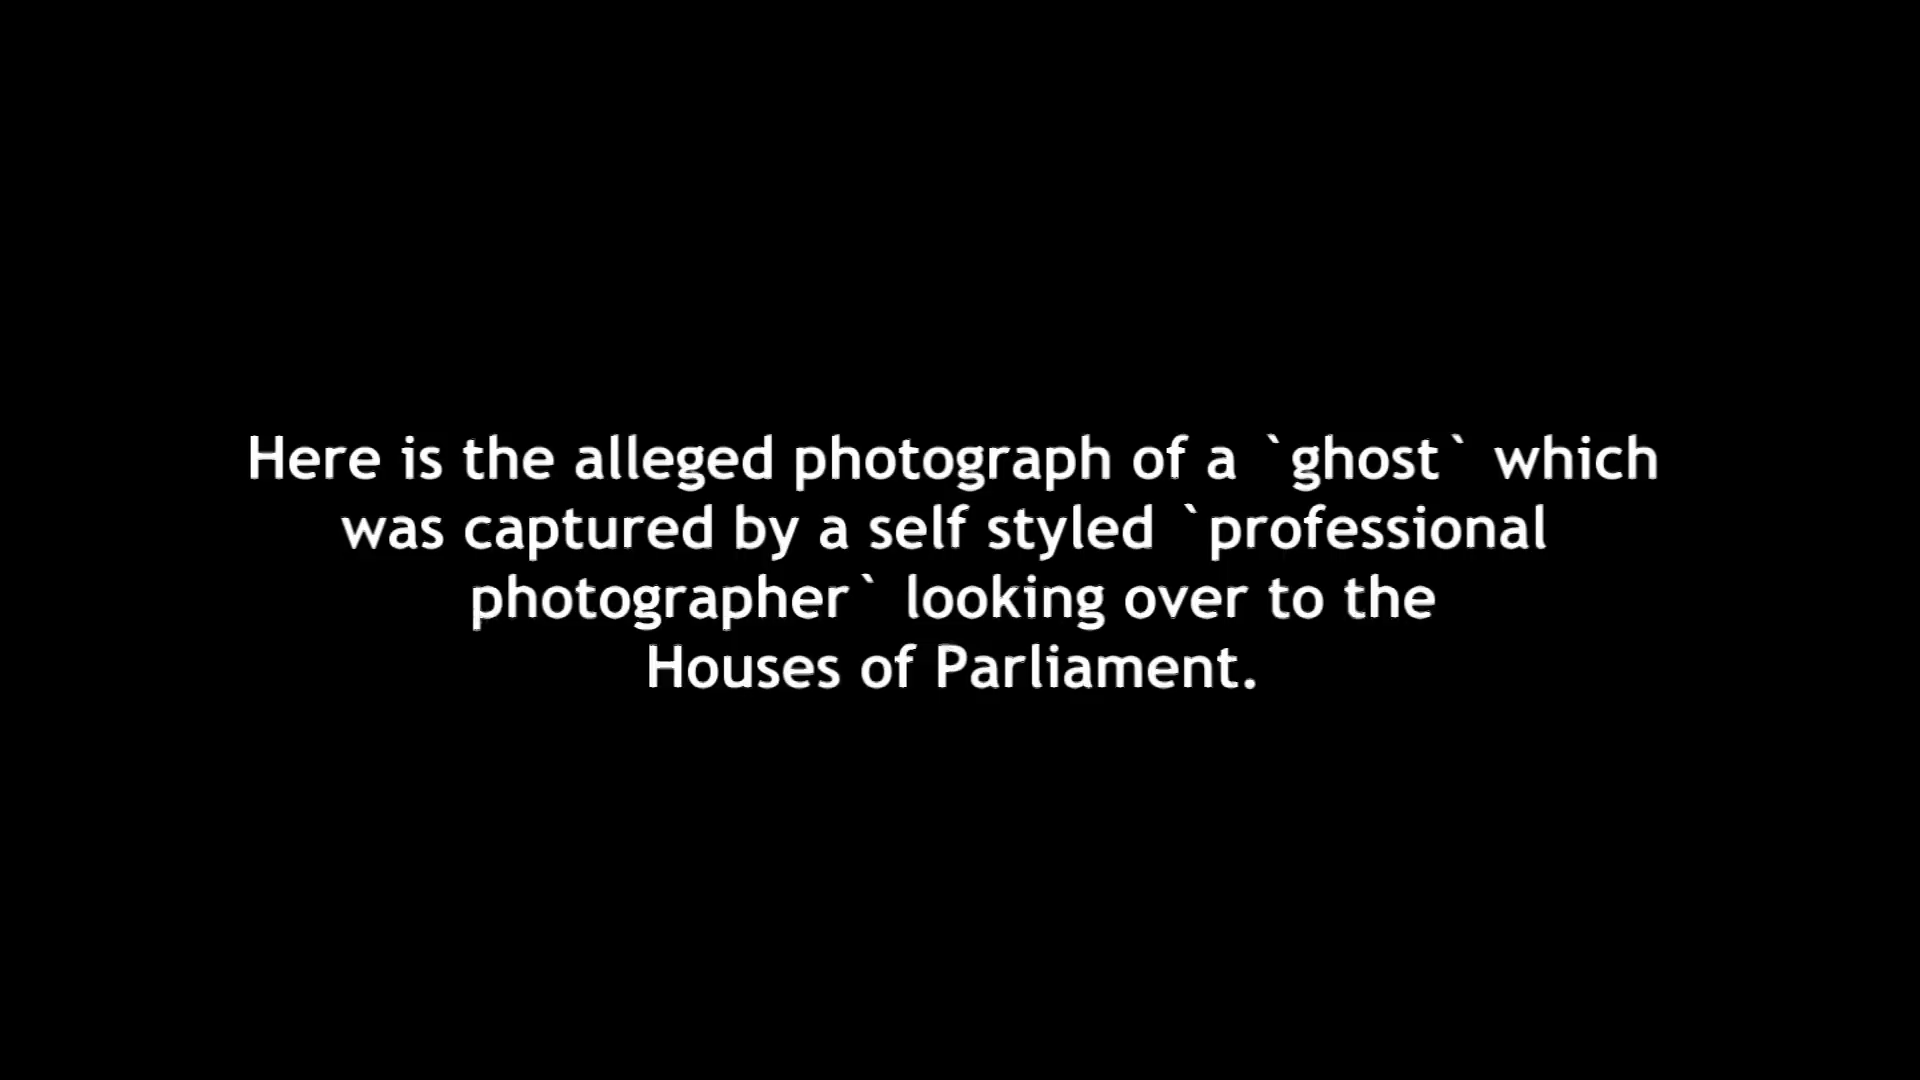 Here is the alleged photograph of a `ghost` which
was captured by a self styled `professional
photographer` looking over to the
Houses of Parliament.